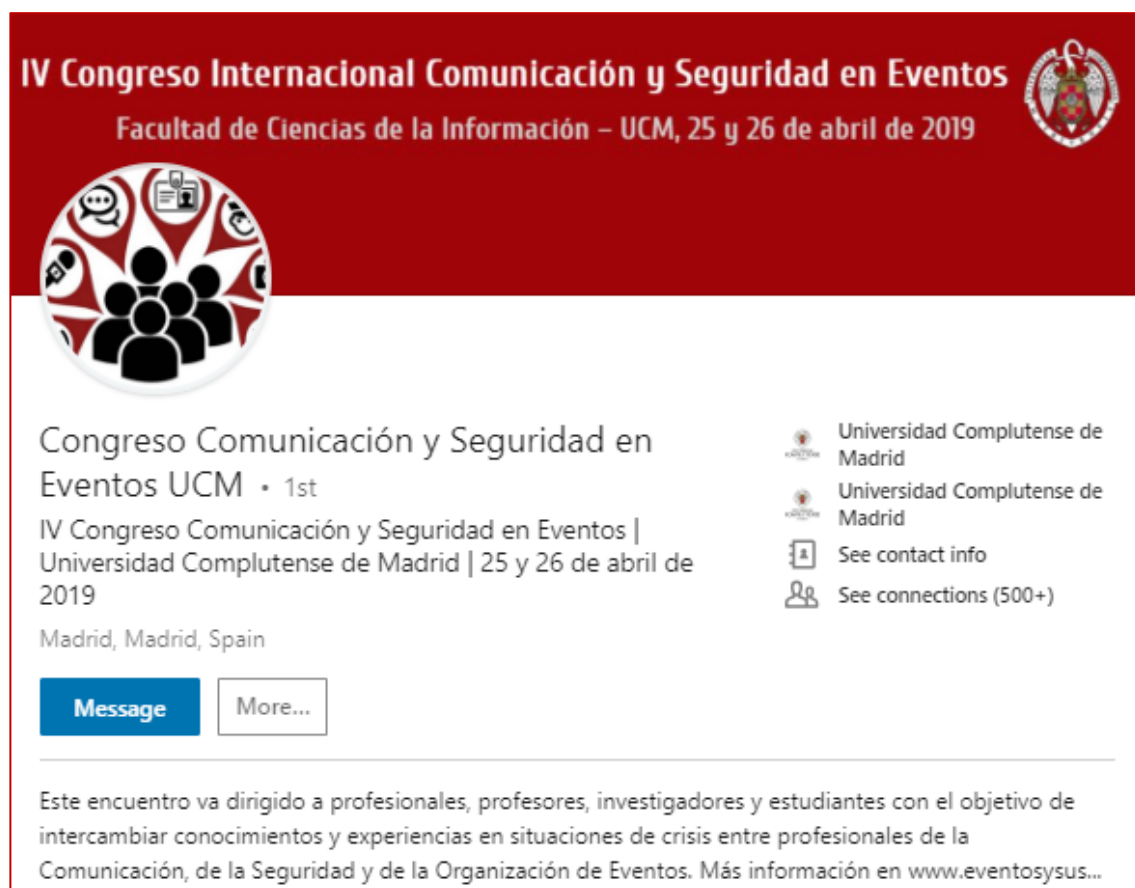 IV Congreso Internacional Comunicación y Seguridad en Eventos
Facultad de Ciencias de la Información – UCM, 25 y 26 de abril de 2019
Congreso Comunicación y Seguridad en
Eventos UCM • 1st
IV Congreso Comunicación y Seguridad en Eventos |
Universidad Complutense de Madrid | 25 y 26 de abril de
2019
Madrid, Madrid, Spain
Message
More...
Universidad Complutense de
Madrid
Universidad Complutense de
Madrid
See contact info
See connections (500+)
Este encuentro va dirigido a profesionales, profesores, investigadores y estudiantes con el objetivo de
intercambiar conocimientos y experiencias en situaciones de crisis entre profesionales de la
Comunicación, de la Seguridad y de la Organización de Eventos. Más información en www.eventosysus...